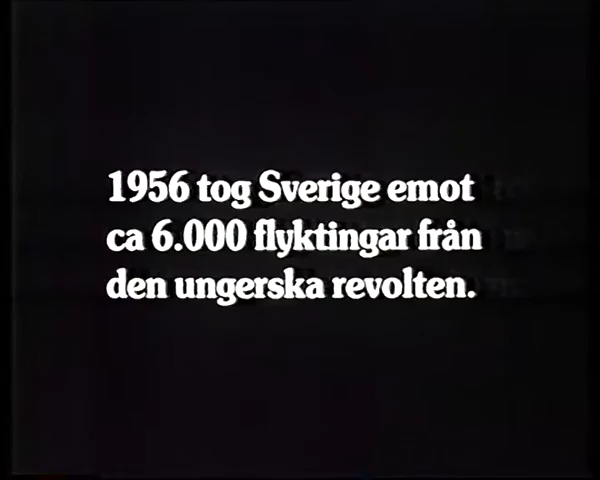 1956 tog Sverige emot
ca 6.000 flyktingar från
den ungerska revolten.